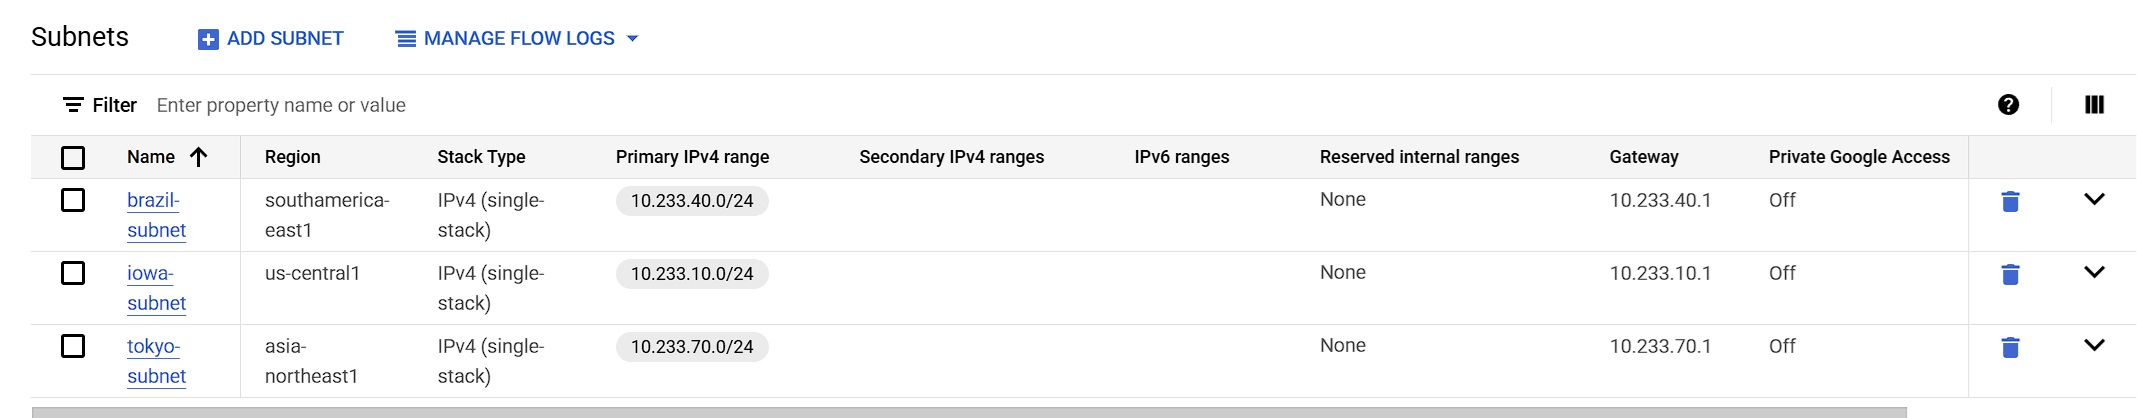 Subnets ADD SUBNET MANAGE FLOW LOGS
Filter Enter property name or value
Name Region Stack Type Primary IPv4 range Secondary IPv4 ranges IPv6 ranges Reserved internal ranges Gateway Private Google Access
brazil- southamerica- IPv4 (single- 10.233.40.0/24 None 10.233.40.1 Off
subnet east1 stack)
iowa- us-central1 IPv4 (single- 10.233.10.0/24 None 10.233.10.1 Off
subnet stack)
tokyo- asia- IPv4 (single- 10.233.70.0/24 None 10.233.70.1 Off
subnet northeast1 stack)